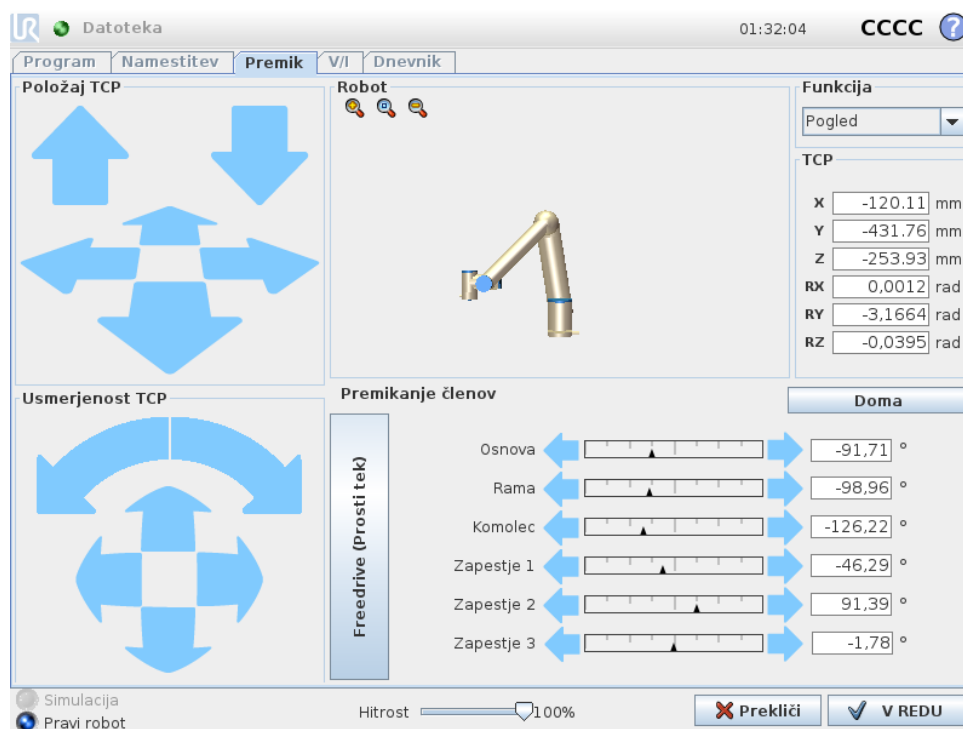 UR Datoteka 01:32:04 CCCC ?
Program Namestitev Premik V/I Dnevnik
Položaj TCP
Robot
Funkcija
Pogled
TCP
X -120.11 mm
Y -431.76 mm
Z -253.93 mm
RX 0,0012 rad
RY -3,1664 rad
RZ -0,0395 rad
Usmerjenost TCP
Premikanje členov
Doma
Freedrive (Prosti tek)
Osnova -91,71 °
Rama -98,96 °
Komolec -126,22 °
Zapestje 1 -46,29 °
Zapestje 2 91,39 °
Zapestje 3 -1,78 °
Simulacija
Pravi robot
Hitrost 100%
Prekliči
V REDU